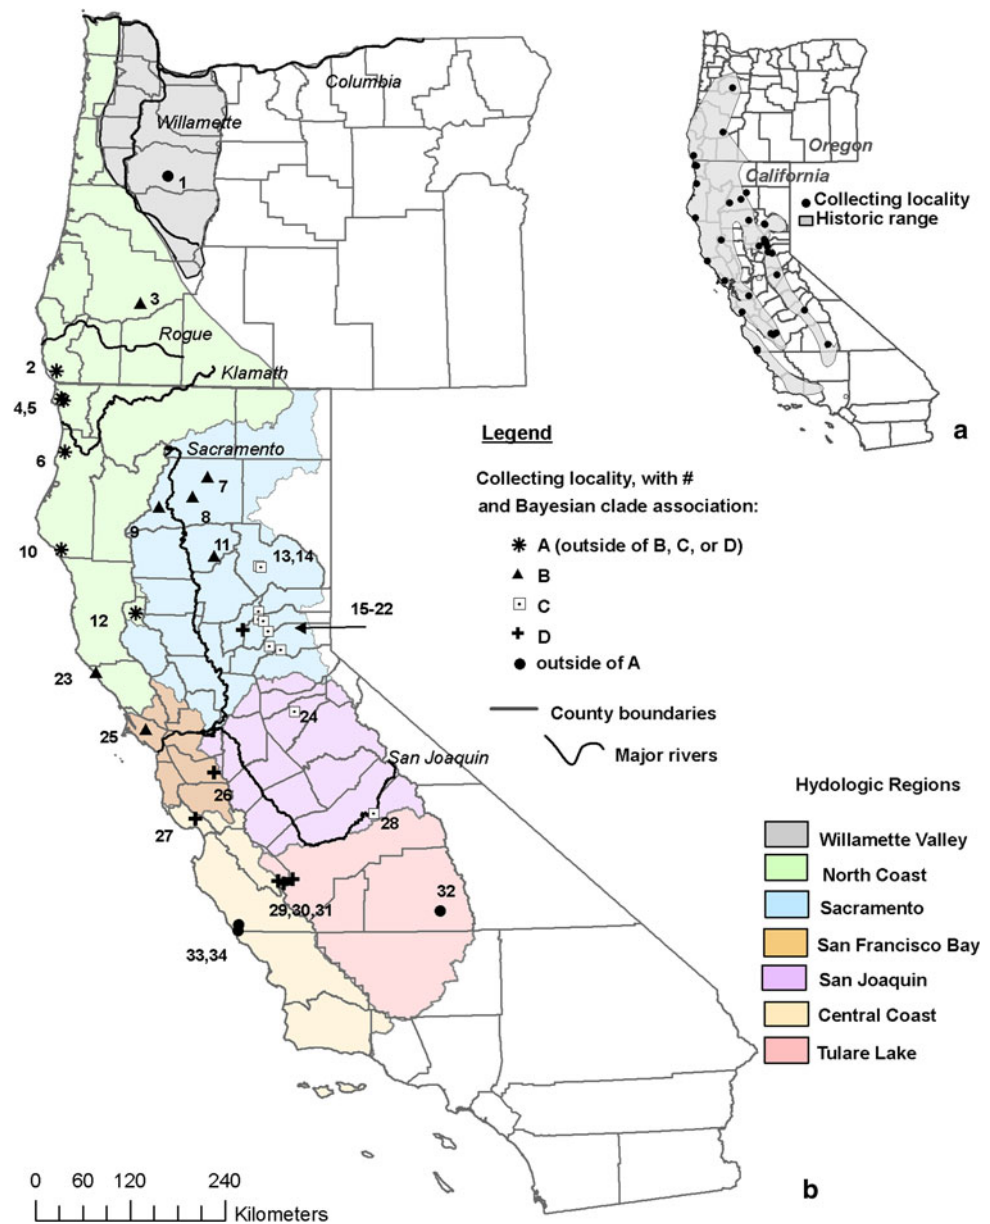 a
Columbia
Willamette
1
Oregon
California
Collecting locality
Historic range
3
Rogue
2
Klamath
4,5
6
Sacramento
7
8
9
10
11
13,14
12
15-22
23
24
25
San Joaquin
26
27
28
29,30,31
32
33,34
Legend
Collecting locality, with #
and Bayesian clade association:
A (outside of B, C, or D)
B
C
D
outside of A
County boundaries
Major rivers
Hydologic Regions
Willamette Valley
North Coast
Sacramento
San Francisco Bay
San Joaquin
Central Coast
Tulare Lake
0 60 120 240
Kilometers
b